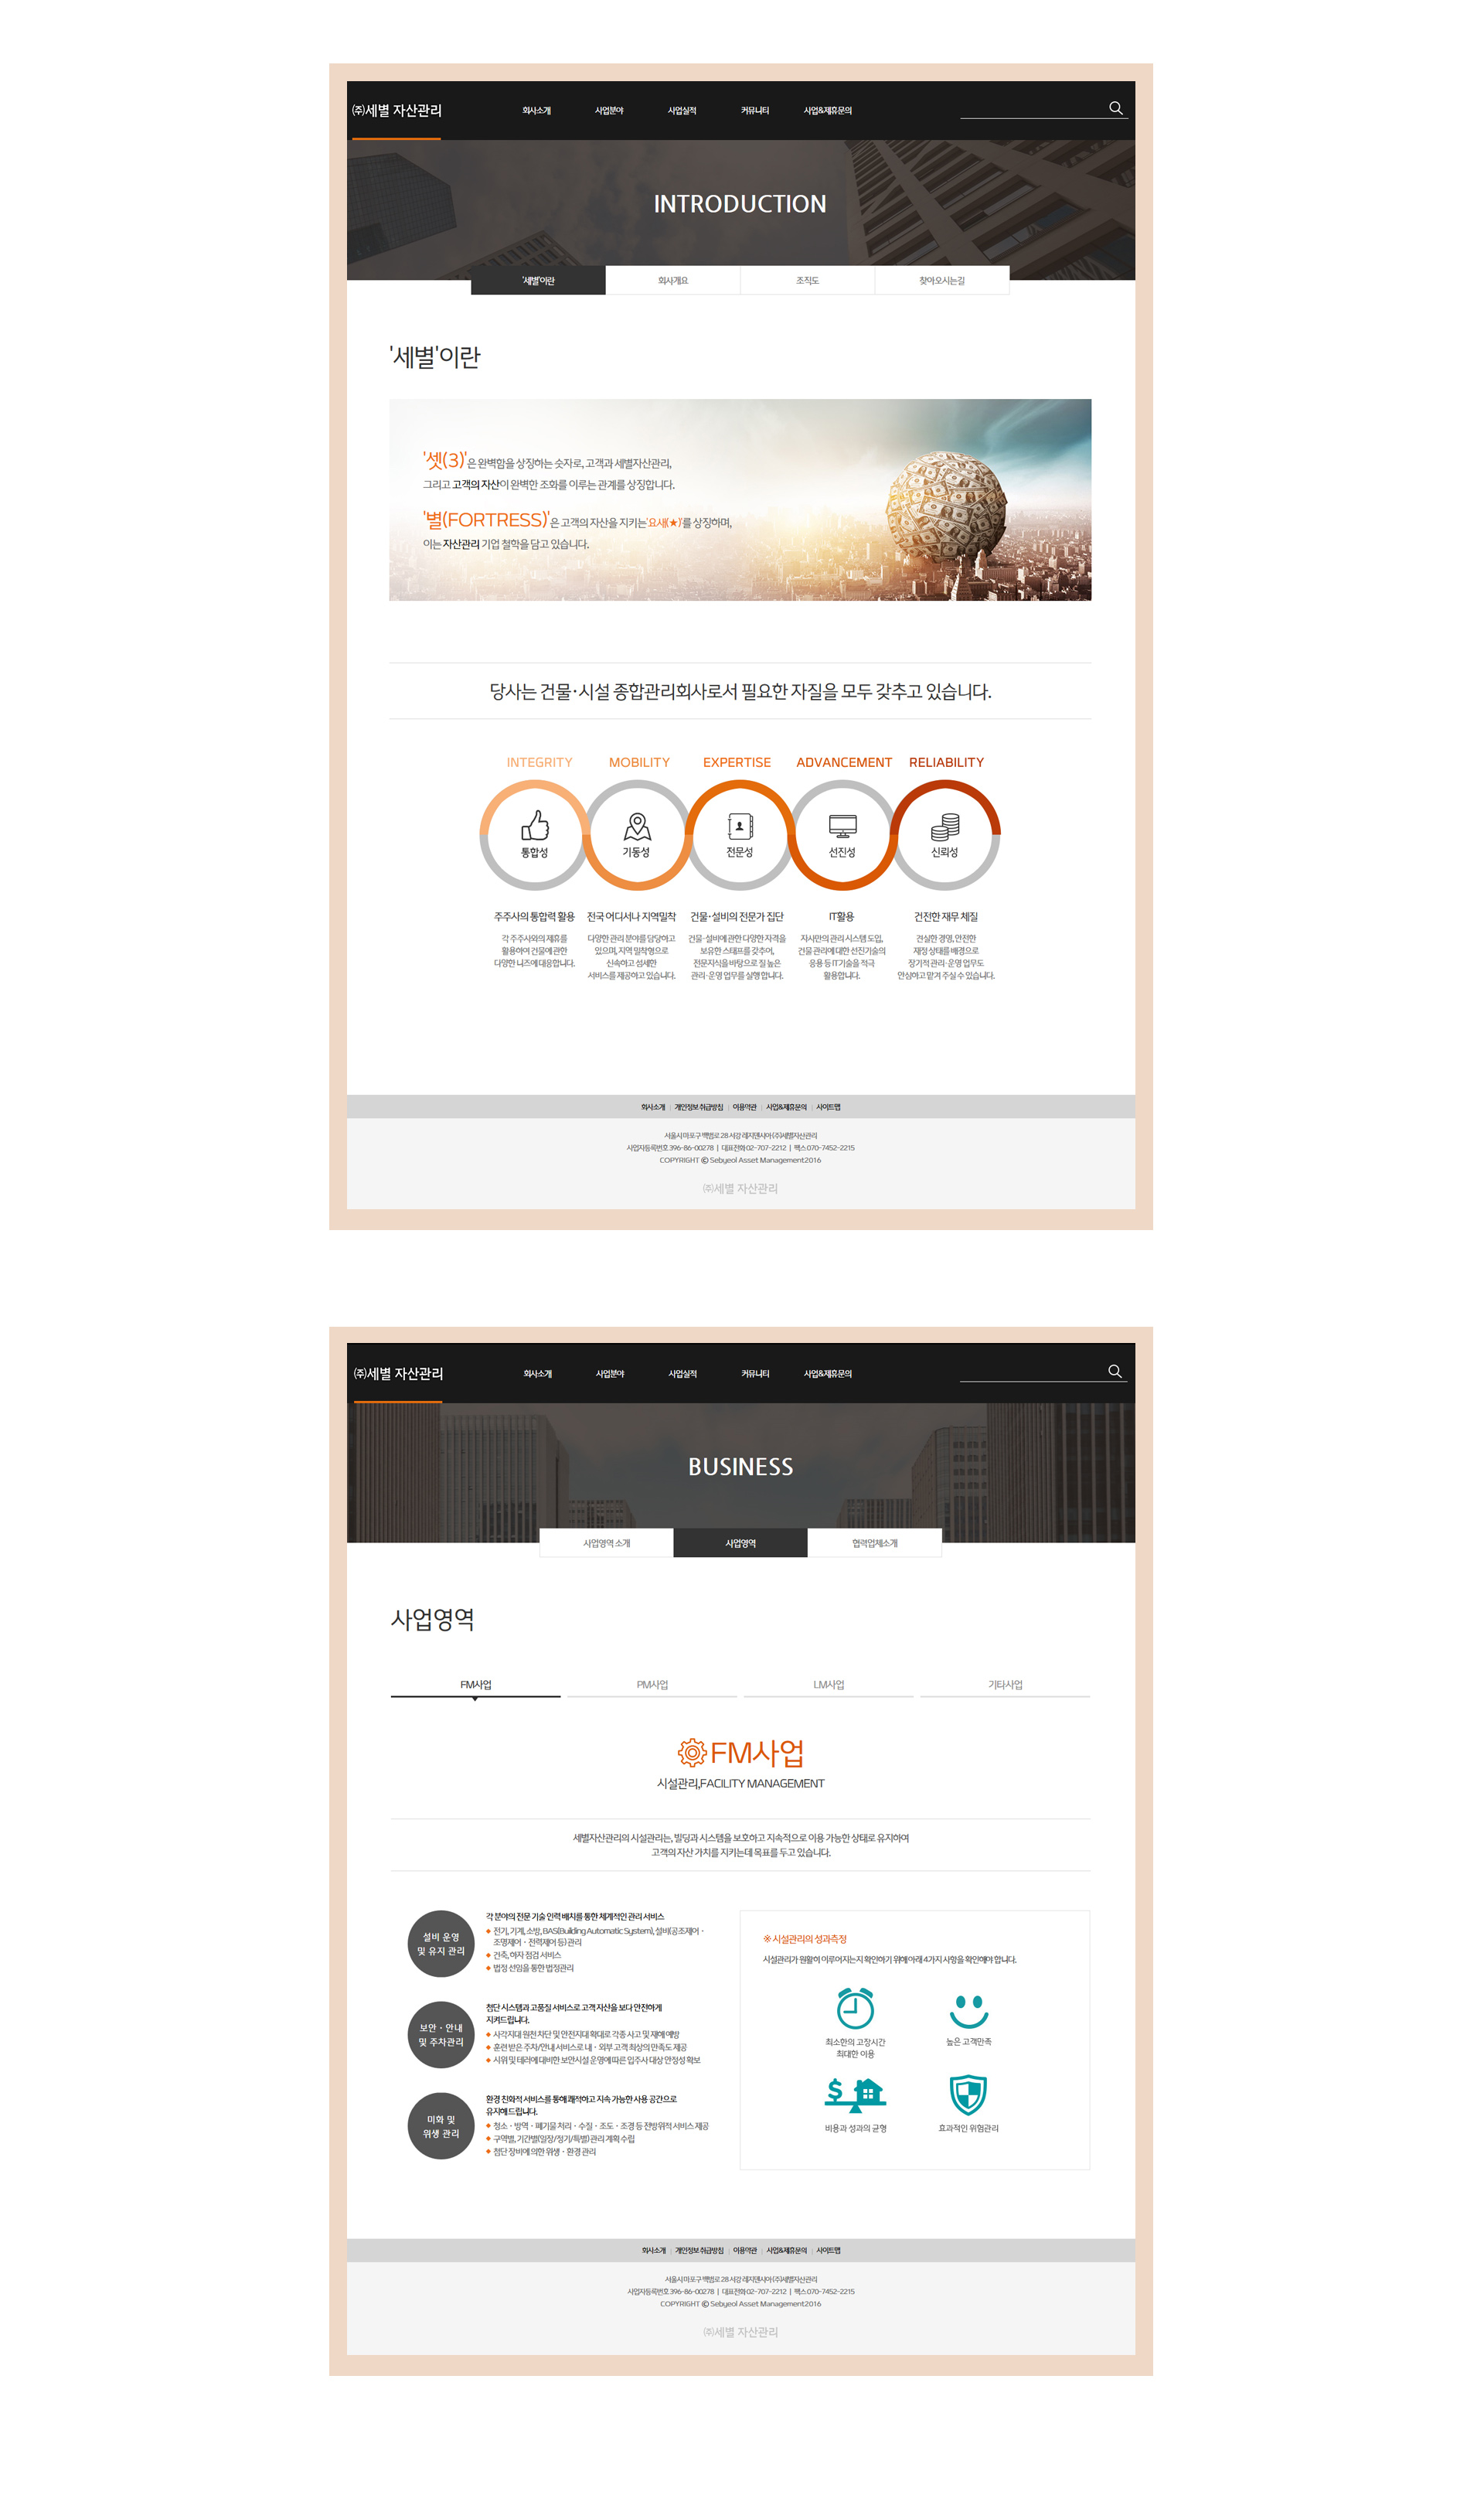 ㈜세별 자산관리
회사소개 사업분야 사업실적 커뮤니티 사업&제휴문의
INTRODUCTION
'세별'이란 회사개요 조직도 찾아오시는길
'세별'이란
'셋(3)'은 완벽함을 상징하는 숫자로, 고객과 세별자산관리,
그리고 고객의 자산이 완벽한 조화를 이루는 관계를 상징합니다.
'별(FORTRESS)'은 고객의 자산을 지키는 '요새(★)'를 상징하며,
이는 자산관리 기업 철학을 담고 있습니다.
당사는 건물·시설 종합관리회사로서 필요한 자질을 모두 갖추고 있습니다.
INTEGRITY MOBILITY EXPERTISE ADVANCEMENT RELIABILITY
통합성 기동성 전문성 선진성 신뢰성
주주사의 통합력 활용
각 주주사와의 제휴를
활용하여 건물에 관한
다양한 니즈에 대응합니다.
전국 어디서나 지역밀착
다양한 관리 분야를 담당하고
있으며, 지역 밀착형으로
신속하고 섬세한
서비스를 제공하고 있습니다.
건물·설비의 전문가 집단
건물·설비에 관한 다양한 자격을
보유한 스태프를 갖추어,
전문지식을 바탕으로 질 높은
관리·운영 업무를 실행 합니다.
IT활용
자사만의 관리 시스템 도입,
건물 관리에 대한 선진기술의
응용 등 IT기술을 적극
활용합니다.
건전한 재무 체질
건실한 경영, 안전한
재정 상태를 배경으로
장기적 관리·운영 업무도
안심하고 맡겨 주실 수 있습니다.
회사소개 | 개인정보 취급방침 | 이용약관 | 사업&제휴문의 | 사이트맵
서울시 마포구 백범로 28 서강 레지텐시아 (주)세별자산관리
사업자등록번호 396-86-00278 | 대표전화 02-707-2212 | 팩스 070-7452-2215
COPYRIGHT © Sebyeol Asset Management2016
㈜세별 자산관리
㈜세별 자산관리
회사소개 사업분야 사업실적 커뮤니티 사업&제휴문의
BUSINESS
사업영역 소개 사업영역 협력업체소개
사업영역
FM사업 PM사업 LM사업 기타사업
FM사업
시설관리,FACILITY MANAGEMENT
세별자산관리의 시설관리는, 빌딩과 시스템을 보호하고 지속적으로 이용 가능한 상태로 유지하여
고객의 자산 가치를 지키는데 목표를 두고 있습니다.
설비 운영
및 유지 관리
각 분야의 전문 기술 인력 배치를 통한 체계적인 관리 서비스
◆ 전기, 기계, 소방, BAS(Building Automatic System), 설비(공조제어 ·
조명제어 · 전력제어 등) 관리
◆ 건축, 하자 점검 서비스
◆ 법정 선임을 통한 법정관리
보안 · 안내
및 주차관리
첨단 시스템과 고품질 서비스로 고객 자산을 보다 안전하게
지켜드립니다.
◆ 사각지대 원천 차단 및 안전지대 확대로 각종 사고 및 재해 예방
◆ 훈련 받은 주차/안내 서비스로 내 · 외부 고객 최상의 만족도 제공
◆ 시위 및 테러에 대비한 보안시설 운영에 따른 입주사 대상 안정성 확보
미화 및
위생 관리
환경 친화적 서비스를 통해 쾌적하고 지속 가능한 사용 공간으로
유지해 드립니다.
◆ 청소 · 방역 · 폐기물 처리 · 수질 · 조도 · 조경 등 전방위적 서비스 제공
◆ 구역별, 기간별(일장/정기/특별) 관리 계획 수립
◆ 첨단 장비에 의한 위생 · 환경 관리
※ 시설관리의 성과측정
시설관리가 원활히 이루어지는지 확인하기 위해 아래 4가지 사항을 확인해야 합니다.
최소한의 고장시간
최대한 이용
높은 고객만족
비용과 성과의 균형
효과적인 위험관리
회사소개 | 개인정보 취급방침 | 이용약관 | 사업&제휴문의 | 사이트맵
서울시 마포구 백범로 28 서강 레지텐시아 (주)세별자산관리
사업자등록번호 396-86-00278 | 대표전화 02-707-2212 | 팩스 070-7452-2215
COPYRIGHT © Sebyeol Asset Management2016
㈜세별 자산관리